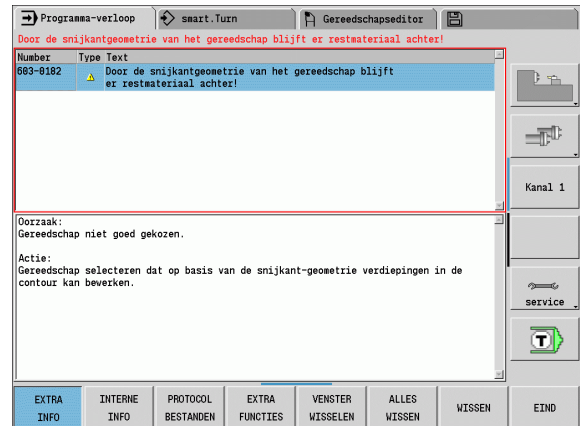 Programma-verloop
smart.Turn
Gereedschapseditor
Door de snijkantgeometrie van het gereedschap blijft er restmateriaal achter!
Number Type Text
603-0182 Door de snijkantgeometrie van het gereedschap blijft
er restmateriaal achter!
Kanal 1
Oorzaak:
Gereedschap niet goed gekozen.
Actie:
Gereedschap selecteren dat op basis van de snijkant-geometrie verdiepingen in de
contour kan bewerken.
service
T
EXTRA INFO
INTERNE INFO
PROTOCOL BESTANDEN
EXTRA FUNCTIES
VENSTER WISSELEN
ALLES WISSEN
WISSEN
EIND